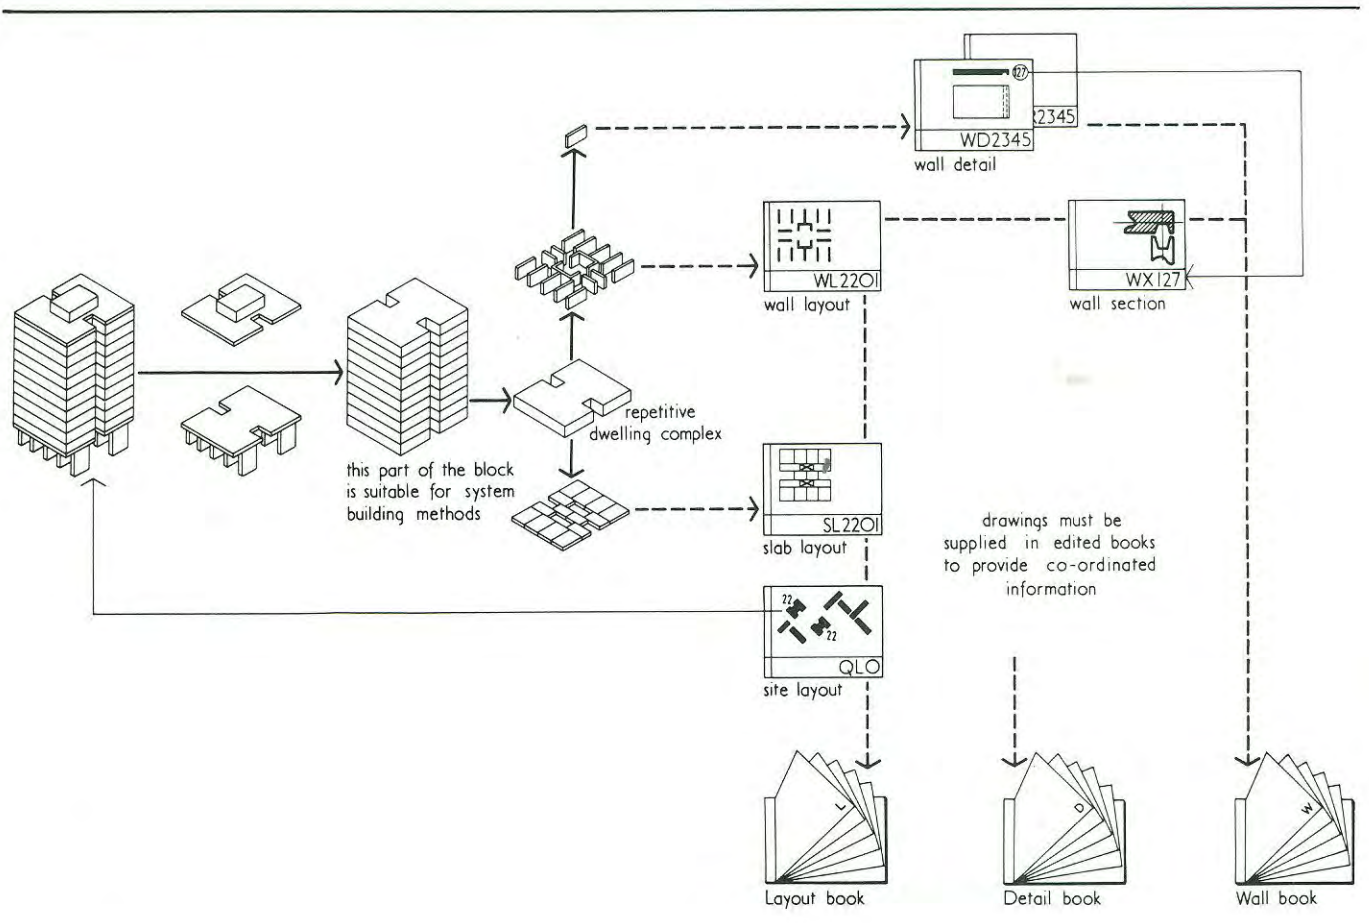 127
R2345
WD2345
wall detail
WL2201
wall layout
WX127
wall section
repetitive
dwelling complex
this part of the block
is suitable for system
building methods
SL2201
slab layout
drawings must be
supplied in edited books
to provide co-ordinated
information
22
22
QLO
site layout
L
D
W
Layout book
Detail book
Wall book